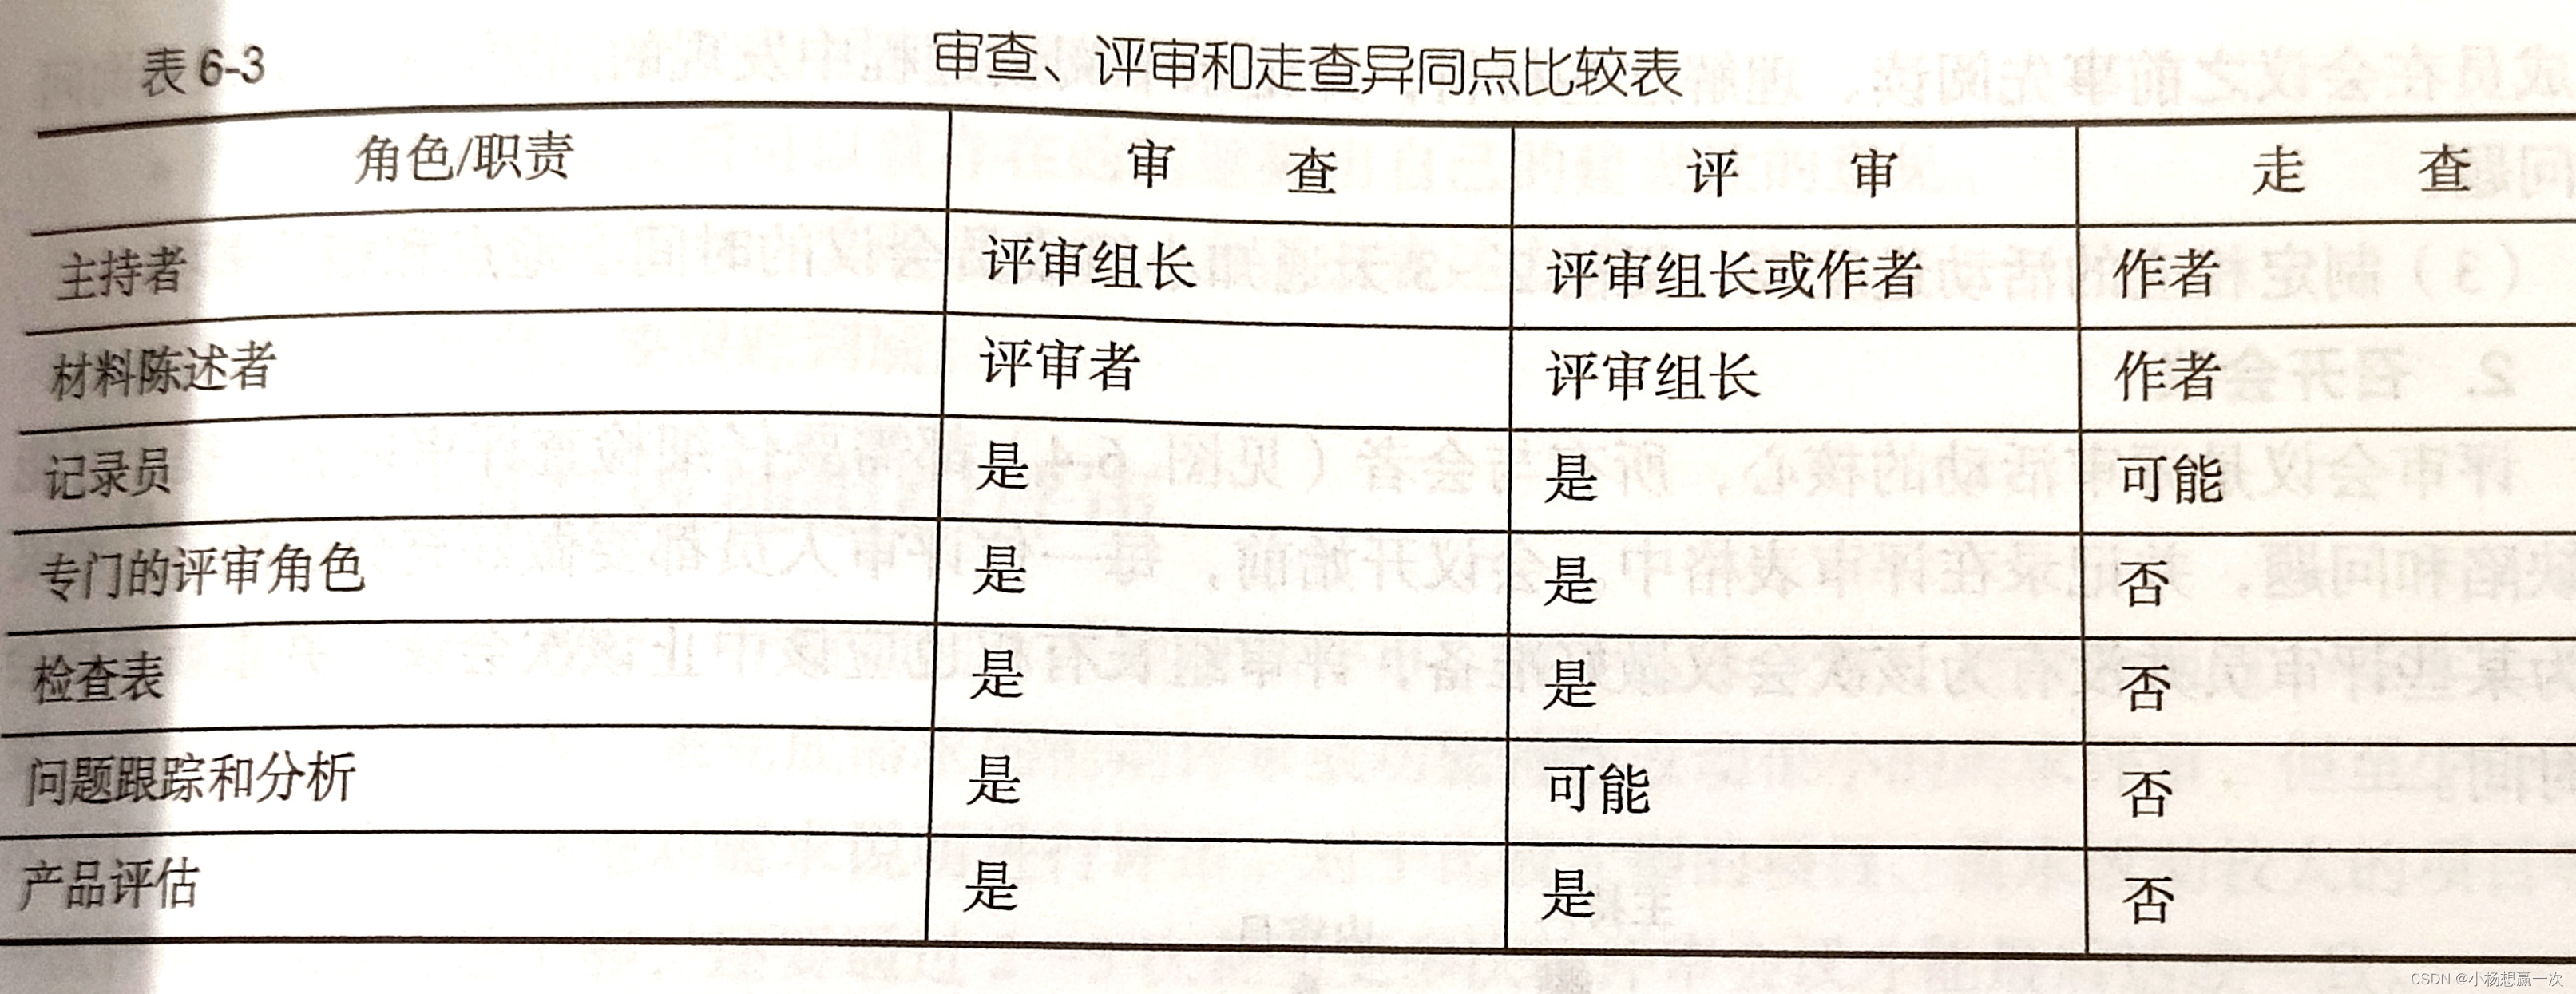 表6-3 审查、评审和走查异同点比较表
角色/职责 审查 评审 走查
主持者 评审组长 评审组长或作者 作者
材料陈述者 评审者 评审组长 作者
记录员 是 是 可能
专门的评审角色 是 是 否
检查表 是 是 否
问题跟踪和分析 是 可能 否
产品评估 是 是 否
CSDN @小杨想赢一次